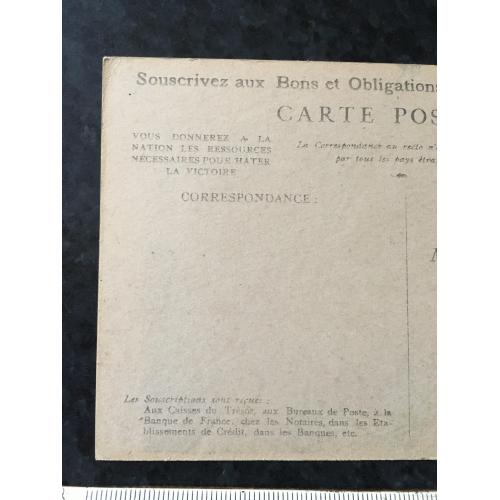 Souscrivez aux Bons et Obligations
CARTE POS
VOUS DONNEREZ A LA
NATION LES RESSOURCES
NÉCESSAIRES POUR HÂTER
LA VICTOIRE
La Correspondance au recto n'
par tous les pays étra
CORRESPONDANCE :
Les Souscriptions sont reçues :
Aux Caisses du Trésor, aux Bureaux de Poste, à la
Banque de France, chez les Notaires, dans les Eta-
blissements de Crédit, dans les Banques, etc.